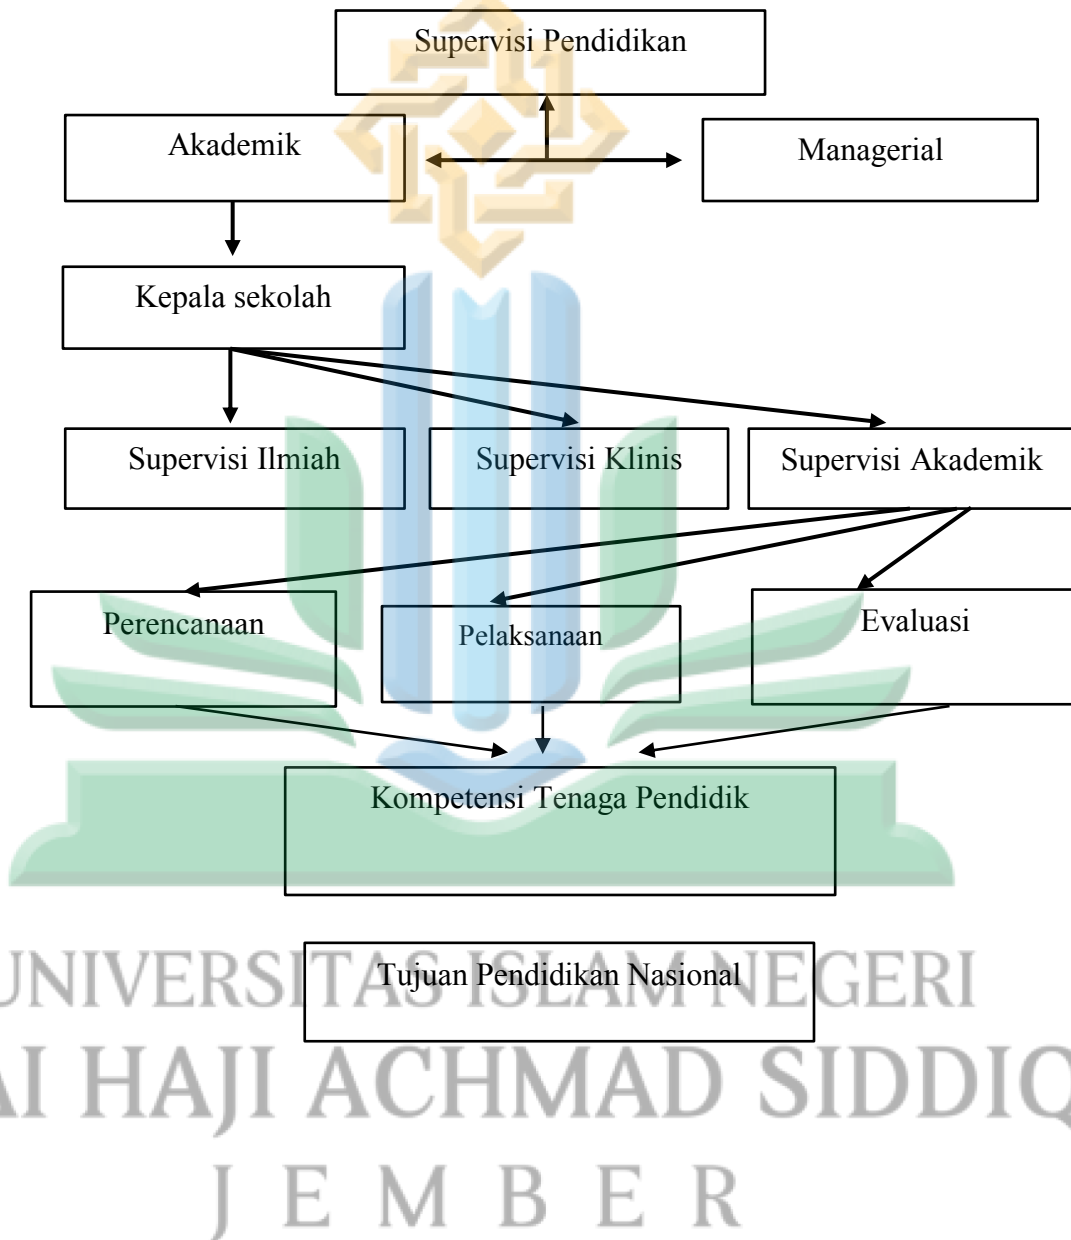 Supervisi Pendidikan
Akademik
Managerial
Kepala sekolah
Supervisi Ilmiah
Supervisi Klinis
Supervisi Akademik
Perencanaan
Pelaksanaan
Evaluasi
Kompetensi Tenaga Pendidik
Tujuan Pendidikan Nasional
UNIVERSITAS ISLAM NEGERI
AI HAJI ACHMAD SIDDIQ
JEMBER